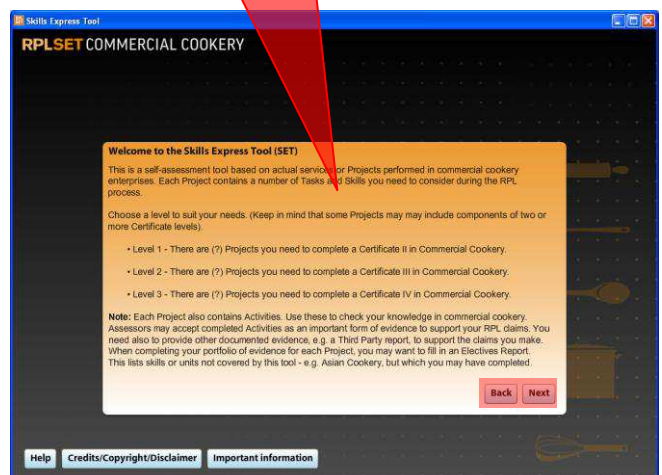 Skills Express Tool
RPLSET COMMERCIAL COOKERY
Welcome to the Skills Express Tool (SET)
This is a self-assessment tool based on actual services or Projects performed in commercial cookery
enterprises. Each Project contains a number of Tasks and Skills you need to consider during the RPL
process.
Choose a level to suit your needs. (Keep in mind that some Projects may may include components of two or
more Certificate levels).
• Level 1 - There are (?) Projects you need to complete a Certificate II in Commercial Cookery.
• Level 2 - There are (?) Projects you need to complete a Certificate III in Commercial Cookery.
• Level 3 - There are (?) Projects you need to complete a Certificate IV in Commercial Cookery.
Note: Each Project also contains Activities. Use these to check your knowledge in commercial cookery.
Assessors may accept completed Activities as an important form of evidence to support your RPL claims. You
need also to provide other documented evidence, e.g. a Third Party report, to support the claims you make.
When completing your portfolio of evidence for each Project, you may want to fill in an Electives Report.
This lists skills or units not covered by this tool - e.g. Asian Cookery, but which you may have completed.
Back Next
Help Credits/Copyright/Disclaimer Important information